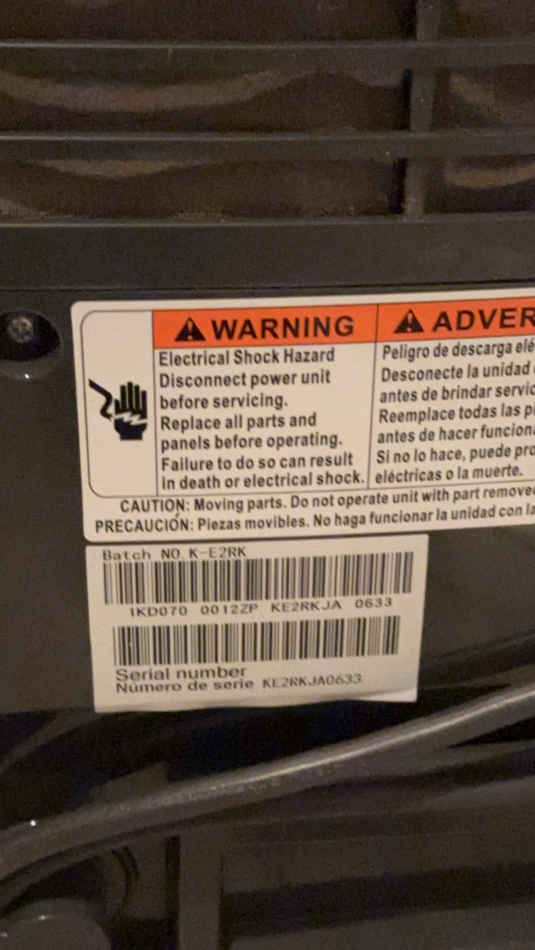 WARNING
Electrical Shock Hazard
Disconnect power unit
before servicing.
Replace all parts and
panels before operating.
Failure to do so can result
in death or electrical shock.
ADVER
Peligro de descarga elé
Desconecte la unidad
antes de brindar servic
Reemplace todas las p
antes de hacer funciona
Si no lo hace, puede pro
eléctricas o la muerte.
CAUTION: Moving parts. Do not operate unit with part remove
PRECAUCIÓN: Piezas movibles. No haga funcionar la unidad con la
Batch NO. K-E2RK
1KD070 0012ZP KE2RKJA 0633
Serial number
Número de serie KE2RKJA0633